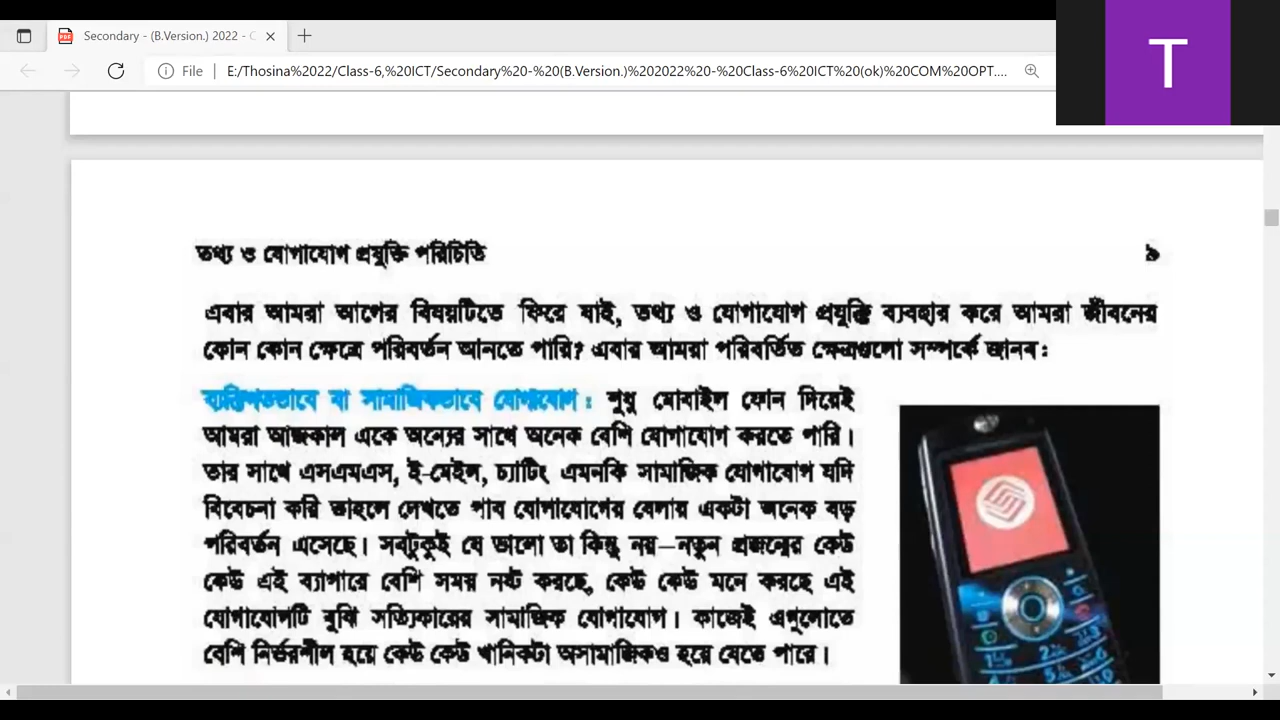 Secondary - (B.Version.) 2022 - C
File
E:/Thosina%2022/Class-6,%20ICT/Secondary%20-%20(B.Version.)%202022%20-%20Class-6%20ICT%20(ok)%20COM%20OPT....
T
তথ্য ও যোগাযোগ প্রযুক্তি পরিচিতি ৯
এবার আমরা আগের বিষয়টিতে ফিরে যাই, তথ্য ও যোগাযোগ প্রযুক্তি ব্যবহার করে আমরা জীবনের
কোন কোন ক্ষেত্রে পরিবর্তন আনতে পারি? এবার আমরা পরিবর্তিত ক্ষেত্রগুলো সম্পর্কে জানব :
ব্যক্তিগতভাবে বা সামাজিকভাবে যোগাযোগ : শুধু মোবাইল ফোন দিয়েই
আমরা আজকাল একে অন্যের সাথে অনেক বেশি যোগাযোগ করতে পারি।
তার সাথে এসএমএস, ই-মেইল, চ্যাটিং এমনকি সামাজিক যোগাযোগ যদি
বিবেচনা করি তাহলে দেখতে পাব যোগাযোগের বেলায় একটা অনেক বড়
পরিবর্তন এসেছে। সবটুকুই যে ভালো তা কিন্তু নয়—নতুন প্রজন্মের কেউ
কেউ এই ব্যাপারে বেশি সময় নষ্ট করছে, কেউ কেউ মনে করছে এই
যোগাযোগটি বুঝি সত্যিকারের সামাজিক যোগাযোগ। কাজেই এগুলোতে
বেশি নির্ভরশীল হয়ে কেউ কেউ খানিকটা অসামাজিকও হয়ে যেতে পারে।